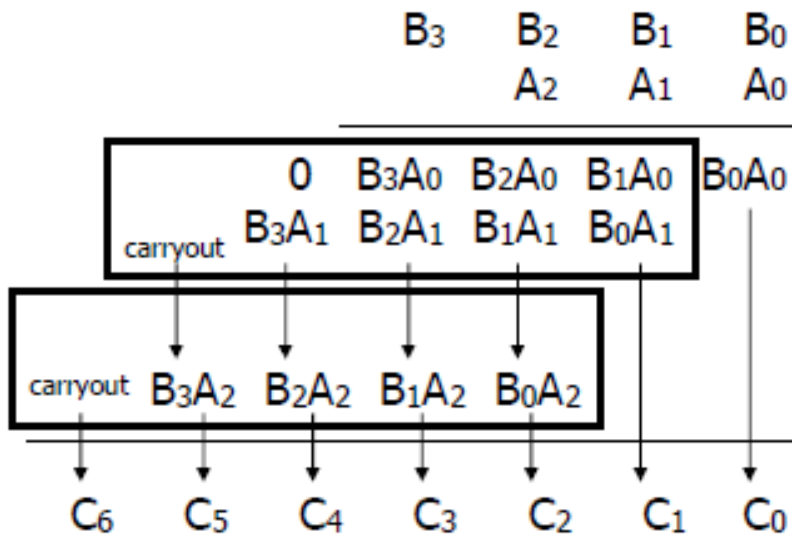 B₃ B₂ B₁ B₀
A₂ A₁ A₀
0 B₃A₀ B₂A₀ B₁A₀ B₀A₀
carryout B₃A₁ B₂A₁ B₁A₁ B₀A₁
carryout B₃A₂ B₂A₂ B₁A₂ B₀A₂
C₆ C₅ C₄ C₃ C₂ C₁ C₀